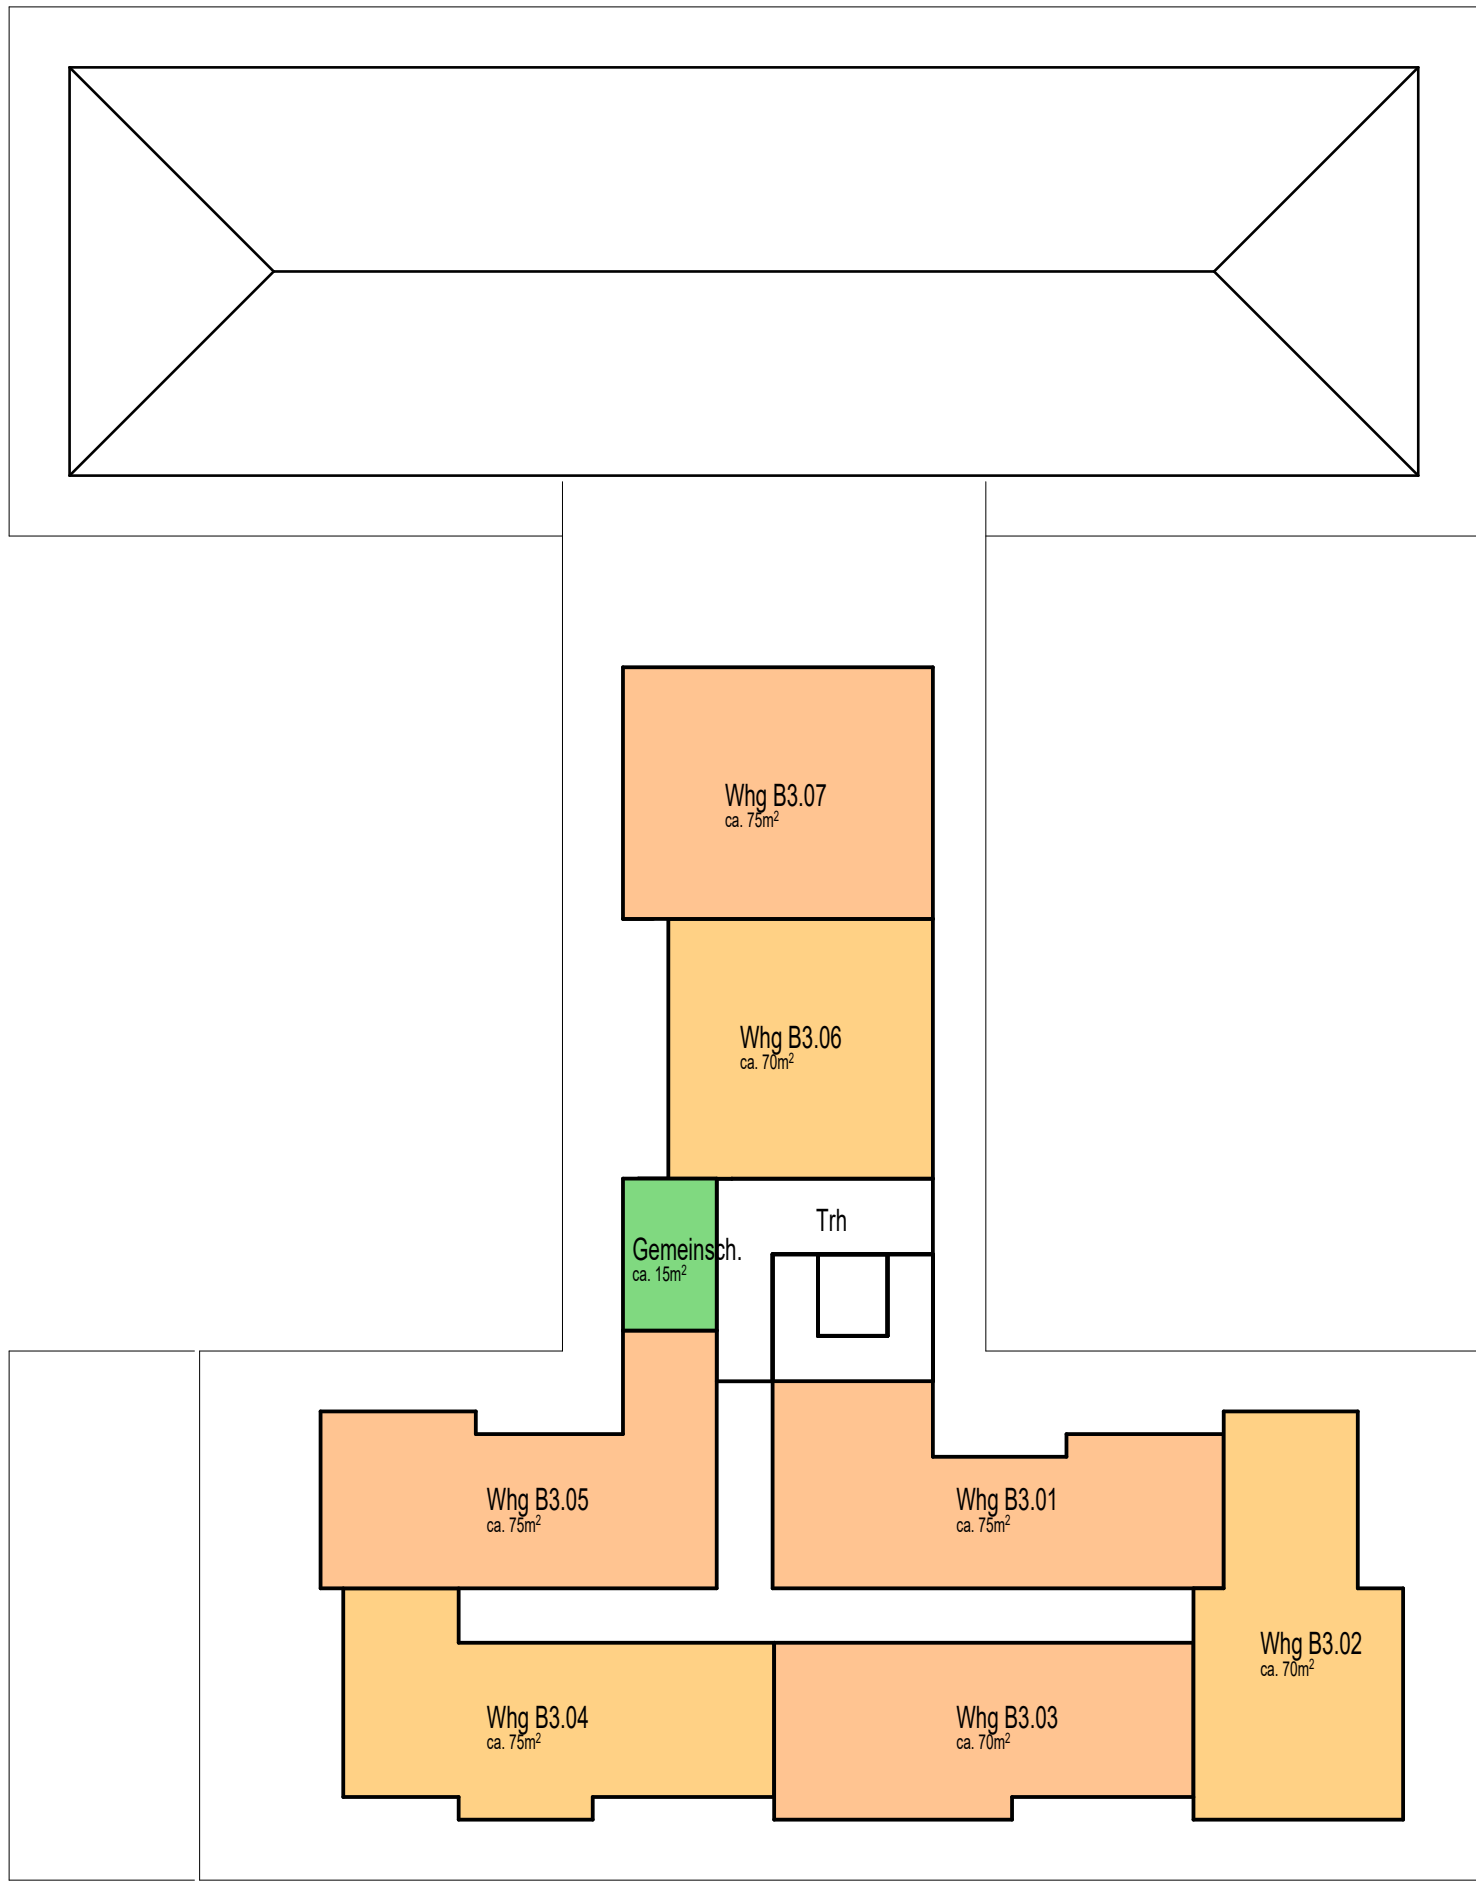 Whg B3.07
ca. 75m²
Whg B3.06
ca. 70m²
Trh
Gemeinsch.
ca. 15m²
Whg B3.05
ca. 75m²
Whg B3.01
ca. 75m²
Whg B3.02
ca. 70m²
Whg B3.04
ca. 75m²
Whg B3.03
ca. 70m²